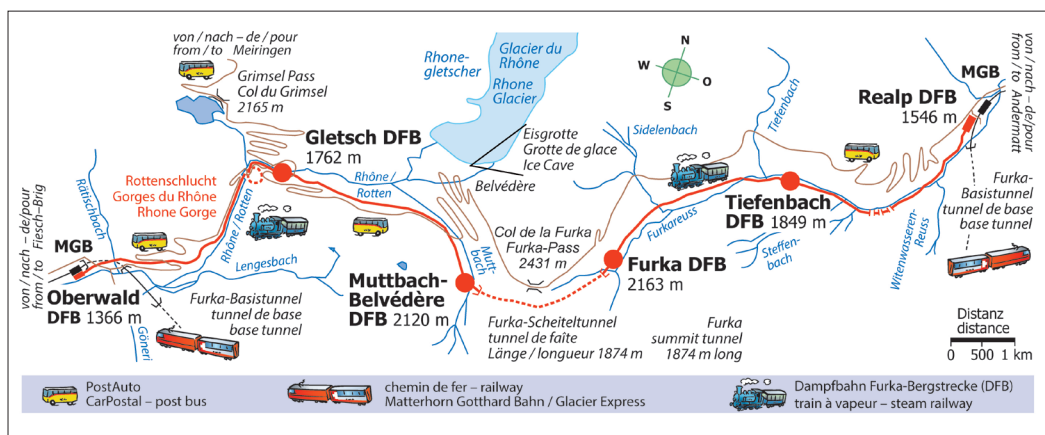 von / nach – de / pour
from / to   Meiringen
Grimsel Pass
Col du Grimsel
2165 m
Gletsch DFB
1762 m
Rhone-
gletscher
Glacier du
Rhône
Rhone
Glacier
N
W
O
S
Eisgrotte
Grotte de glace
Ice Cave
Belvédère
Sidelenbach
Tiefenbach
MGB
von / nach – de/pour
from / to   Andermatt
Realp DFB
1546 m
Rottenschlucht
Gorges du Rhône
Rhone Gorge
Rätischbach
Rhône /
Rotten
Rhône / Rotten
Lengesbach
von / nach – de/pour
from / to   Fiesch–Brig
MGB
Oberwald
DFB 1366 m
Göneri
Furka-Basistunnel
tunnel de base
base tunnel
Muttbach-
Belvédère
DFB 2120 m
Mutt-
bach
Col de la Furka
Furka-Pass
2431 m
Furka DFB
2163 m
Furkareuss
Tiefenbach
DFB 1849 m
Steffen-
bach
Witenwasseren-
Reuss
Furka-
Basistunnel
tunnel de base
base tunnel
Furka-Scheiteltunnel
tunnel de faîte
Länge / longueur 1874 m
Furka
summit tunnel
1874 m long
Distanz
distance
0   500   1 km
PostAuto
CarPostal – post bus
chemin de fer – railway
Matterhorn Gotthard Bahn / Glacier Express
Dampfbahn Furka-Bergstrecke (DFB)
train à vapeur – steam railway